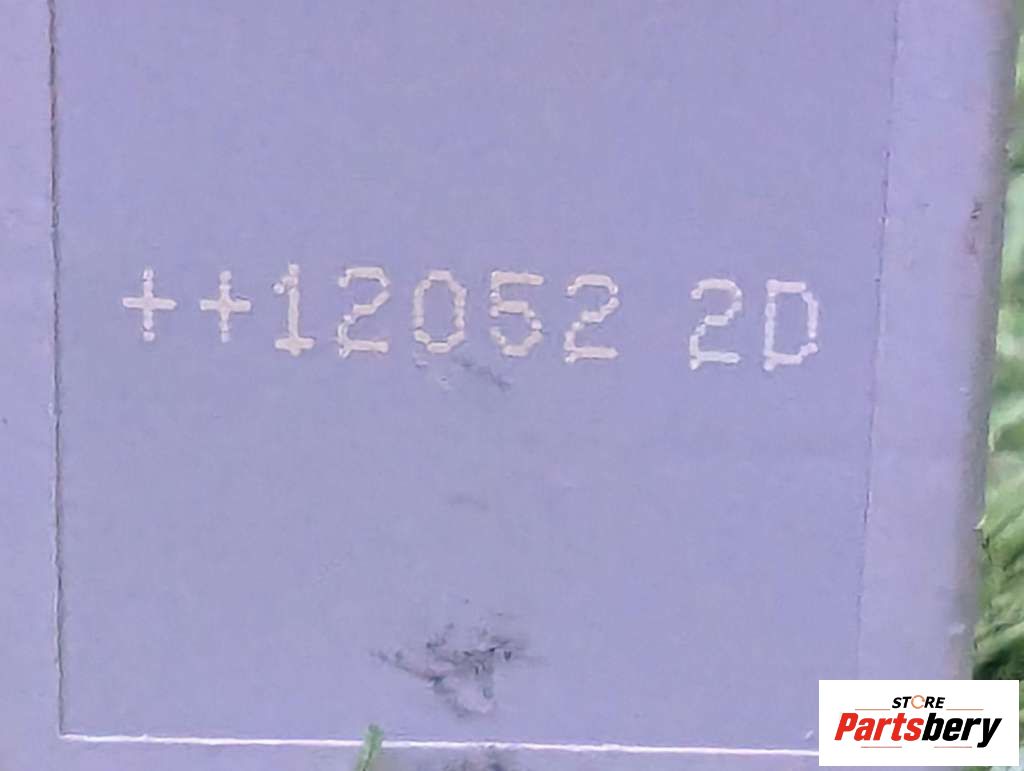 ++12052 2D
STORE
Partsbery